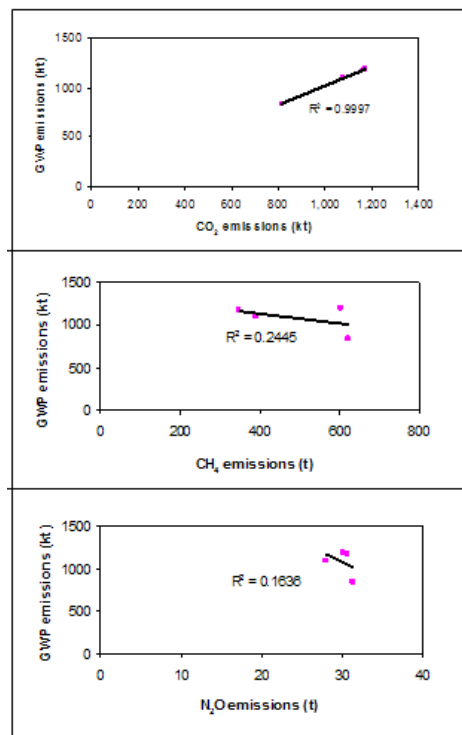 1500
1000
500
0
GWP emissions (kt)
R² = 0.9997
0 200 400 600 800 1,000 1,200 1,400
CO₂ emissions (kt)
1500
1000
500
0
GWP emissions (kt)
R² = 0.2445
0 200 400 600 800
CH₄ emissions (t)
1500
1000
500
0
GWP emissions (kt)
R² = 0.1636
0 10 20 30 40
N₂O emissions (t)